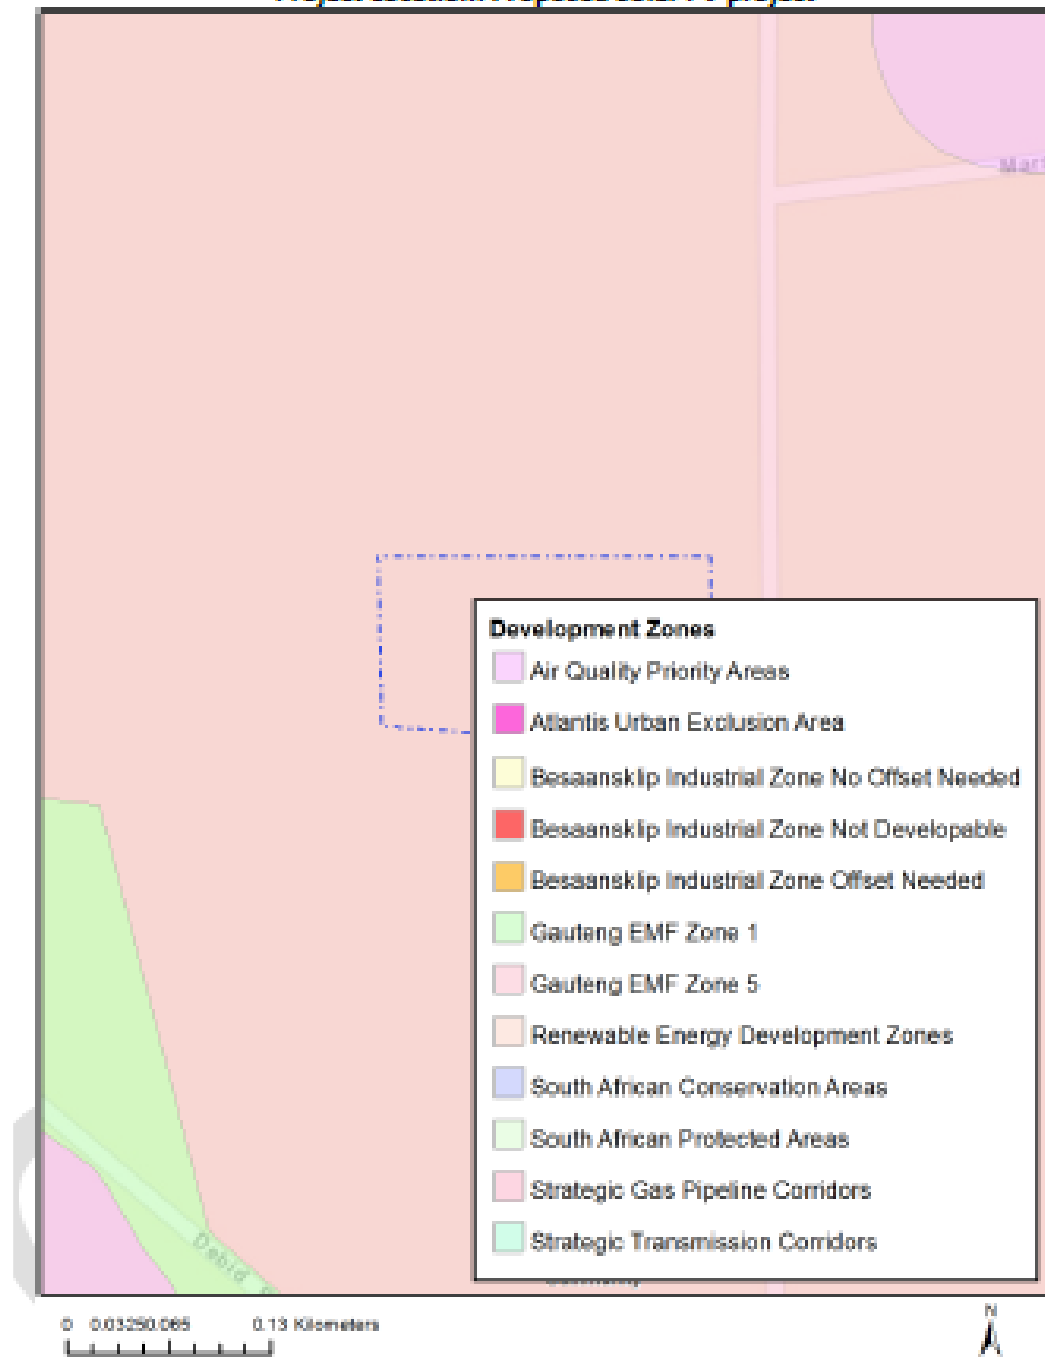 Mart
Development Zones
Air Quality Priority Areas
Atlantis Urban Exclusion Area
Besaansklip Industrial Zone No Offset Needed
Besaansklip Industrial Zone Not Developable
Besaansklip Industrial Zone Offset Needed
Gauteng EMF Zone 1
Gauteng EMF Zone 5
Renewable Energy Development Zones
South African Conservation Areas
South African Protected Areas
Strategic Gas Pipeline Corridors
Strategic Transmission Corridors
Debid
0 0.03250.065 0.13 Kilometers
N